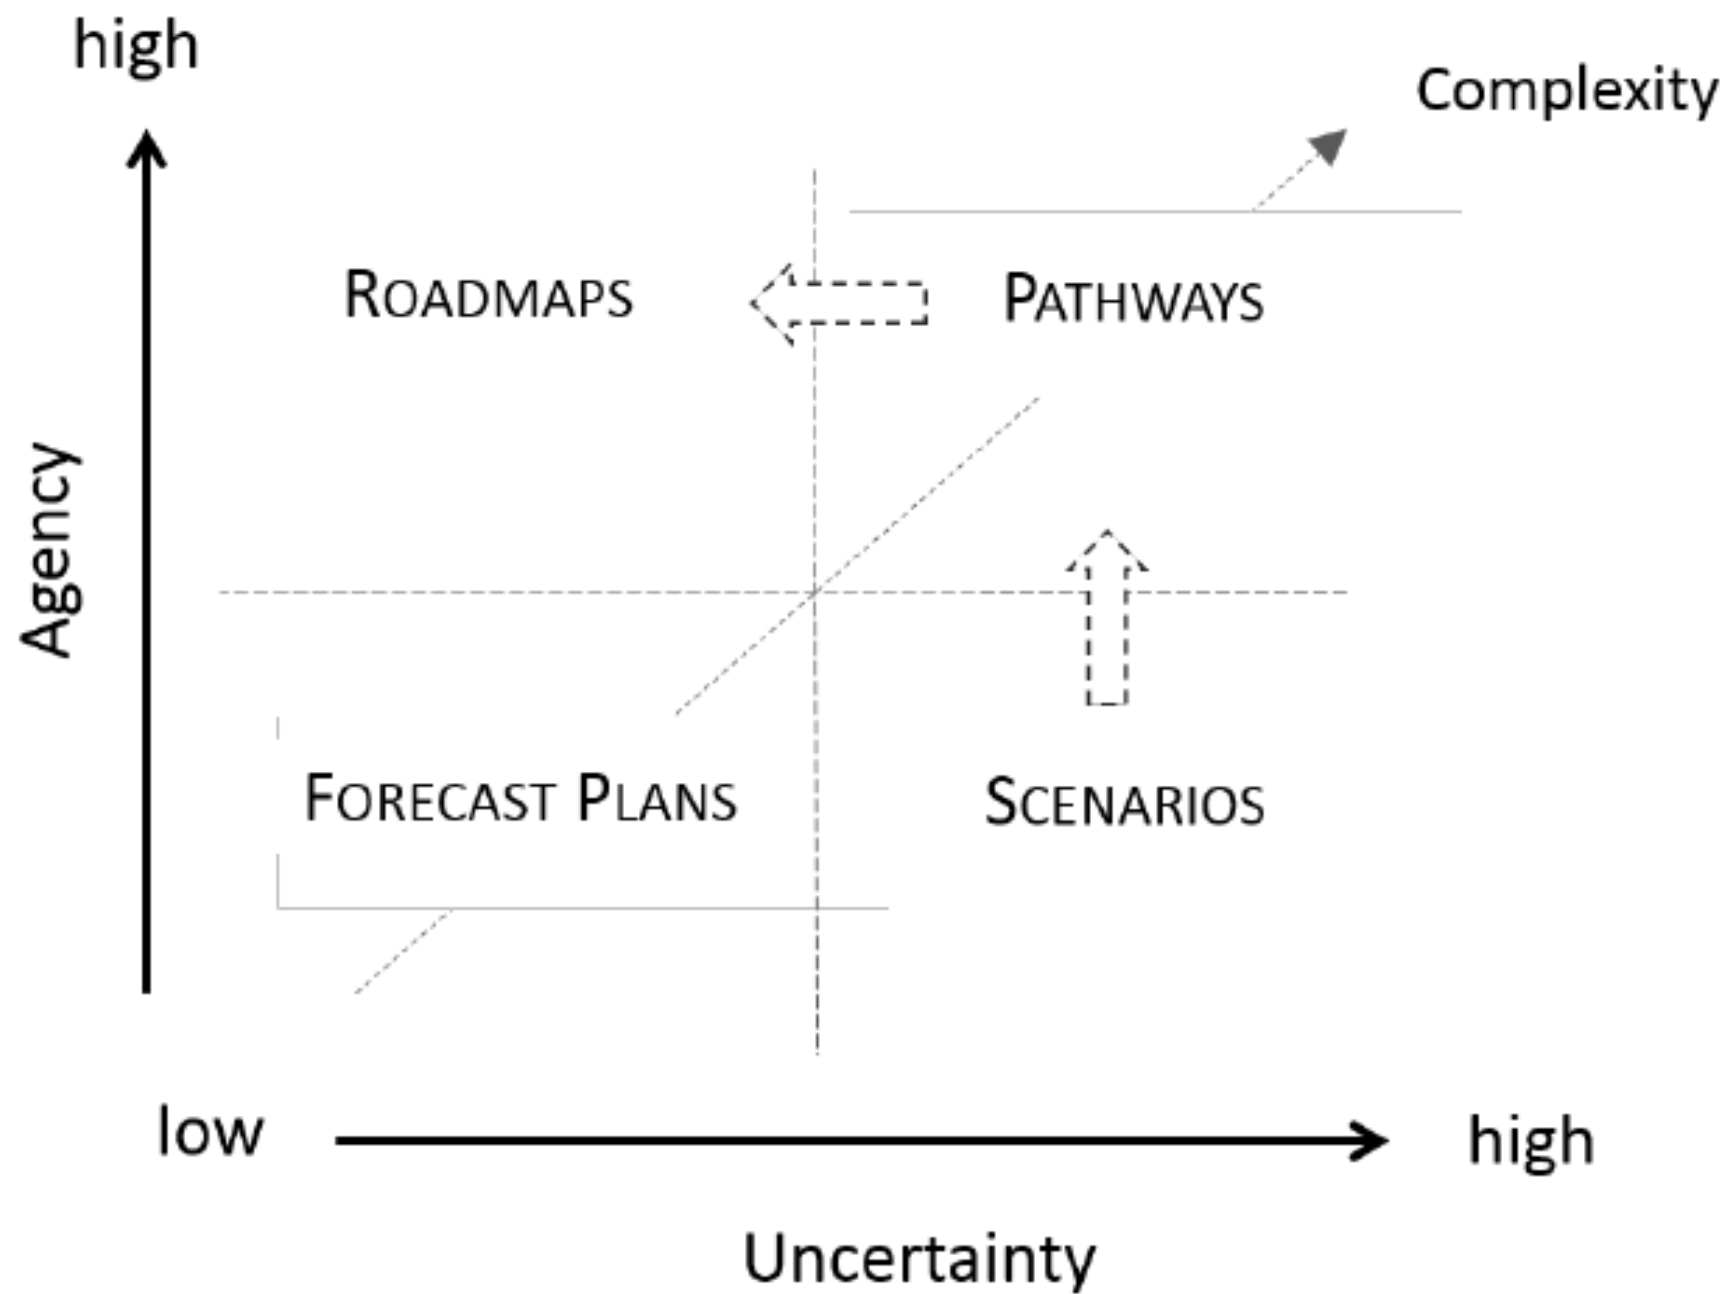 high
Complexity
ROADMAPS
PATHWAYS
Agency
FORECAST PLANS
SCENARIOS
low
high
Uncertainty